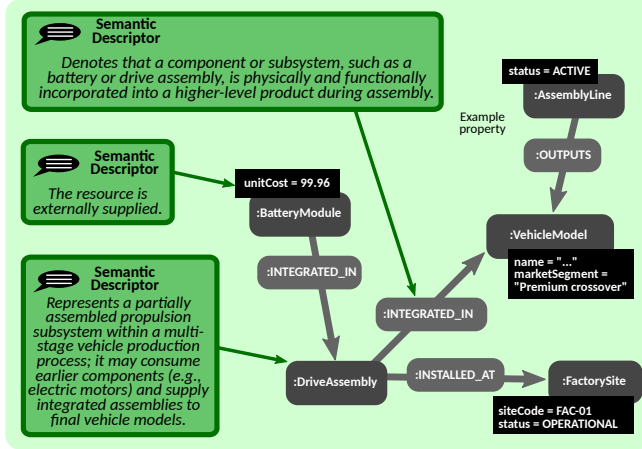 Semantic
Descriptor
Denotes that a component or subsystem, such as a
battery or drive assembly, is physically and functionally
incorporated into a higher-level product during assembly.
status = ACTIVE
:AssemblyLine
Example
property
:OUTPUTS
Semantic
Descriptor
The resource is
externally supplied.
unitCost = 99.96
:BatteryModule
:VehicleModel
name = "..."
marketSegment =
"Premium crossover"
:INTEGRATED_IN
Semantic
Descriptor
Represents a partially
assembled propulsion
subsystem within a multi-
stage vehicle production
process; it may consume
earlier components (e.g.,
electric motors) and supply
integrated assemblies to
final vehicle models.
:INTEGRATED_IN
:DriveAssembly
:INSTALLED_AT
:FactorySite
siteCode = FAC-01
status = OPERATIONAL